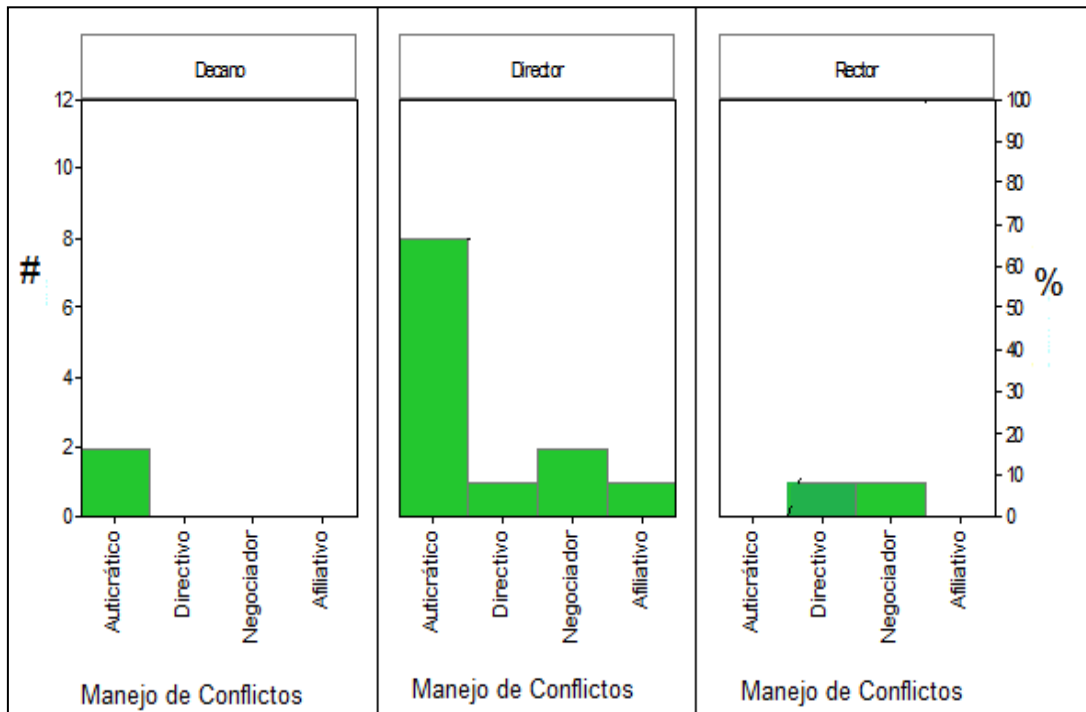 Decano
Director
Rector
12
10
8
6
4
2
0
#
100
90
80
70
60
50
40
30
20
10
0
%
Auticrático
Directivo
Negociador
Afiliativo
Auticrático
Directivo
Negociador
Afiliativo
Auticrático
Directivo
Negociador
Afiliativo
Manejo de Conflictos
Manejo de Conflictos
Manejo de Conflictos